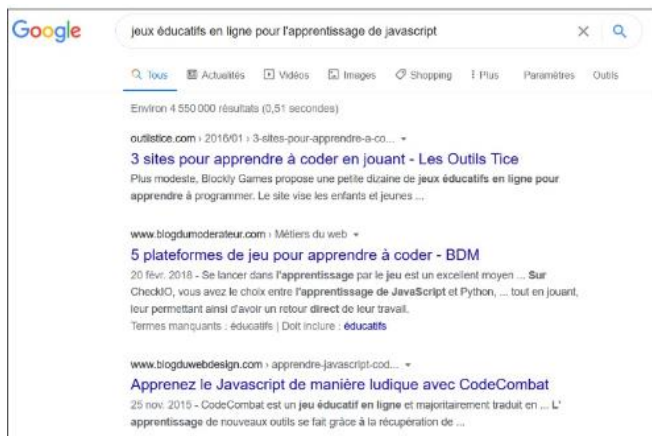 Google
jeux éducatifs en ligne pour l'apprentissage de javascript
Tous Actualités Vidéos Images Shopping Plus Paramètres Outils
Environ 4 550 000 résultats (0,51 secondes)
outilstice.com › 2016/01 › 3-sites-pour-apprendre-a-co...
3 sites pour apprendre à coder en jouant - Les Outils Tice
Plus modeste, Blockly Games propose une petite dizaine de jeux éducatifs en ligne pour
apprendre à programmer. Le site vise les enfants et jeunes ...
www.blogdumoderateur.com › Métiers du web
5 plateformes de jeu pour apprendre à coder - BDM
20 févr. 2018 - Se lancer dans l'apprentissage par le jeu est un excellent moyen ... Sur
CheckIO, vous avez le choix entre l'apprentissage de JavaScript et Python, ... tout en jouant,
leur permettant ainsi d'avoir un retour direct de leur travail.
Termes manquants : éducatifs | Doit inclure : éducatifs
www.blogduwebdesign.com › apprendre-javascript-cod...
Apprenez le Javascript de manière ludique avec CodeCombat
25 nov. 2015 - CodeCombat est un jeu éducatif en ligne et majoritairement traduit en ... L'
apprentissage de nouveaux outils se fait grâce à la récupération de ...